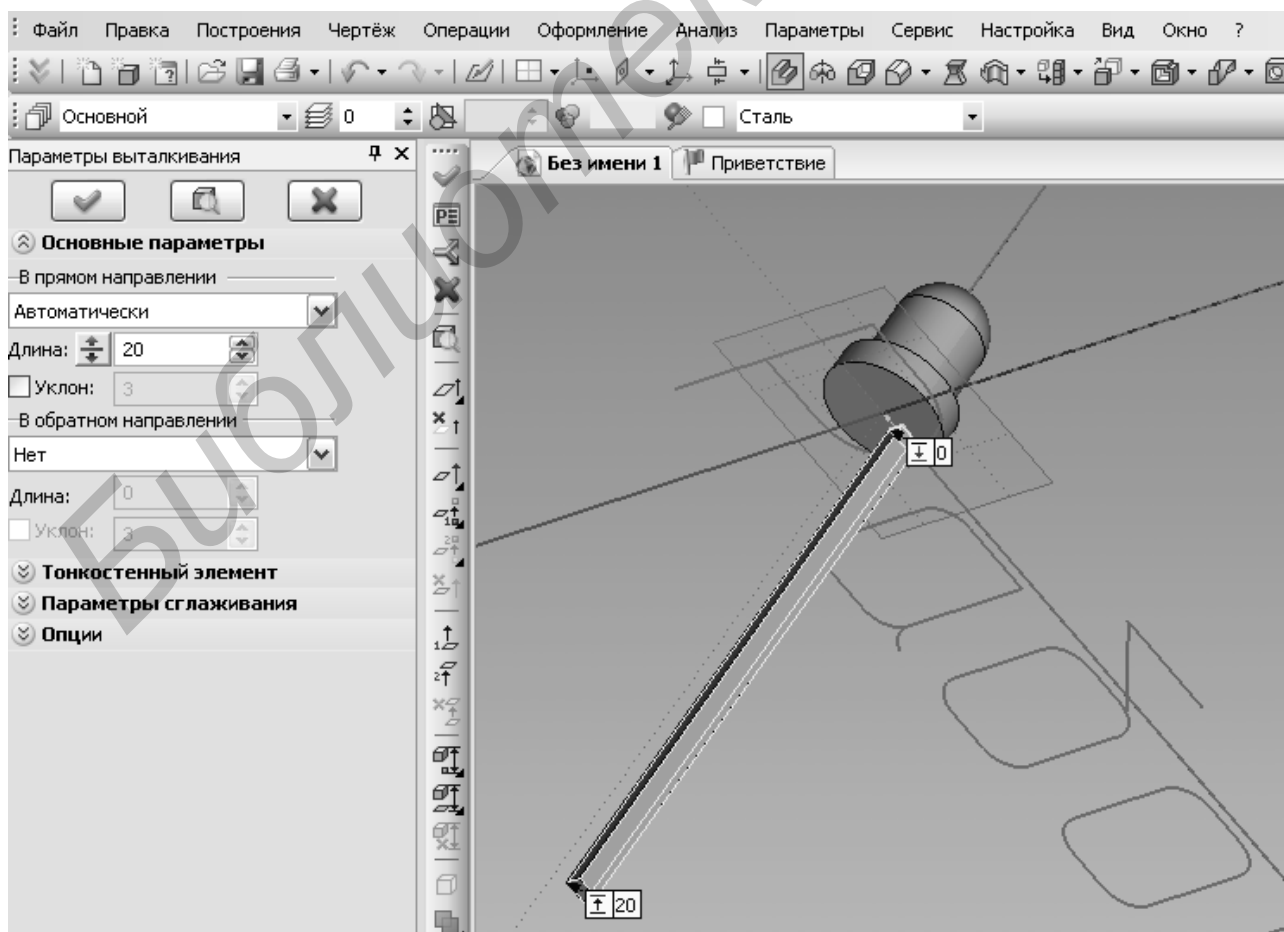 Файл Правка Построения Чертёж Операции Оформление Анализ Параметры Сервис Настройка Вид Окно ?
Основной 0 Сталь
Параметры выталкивания
Без имени 1 Приветствие
PE
Основные параметры
В прямом направлении
Автоматически
Длина: 20
Уклон: 3
В обратном направлении
Нет
Длина: 0
Уклон: 3
Тонкостенный элемент
Параметры сглаживания
Опции
0
20